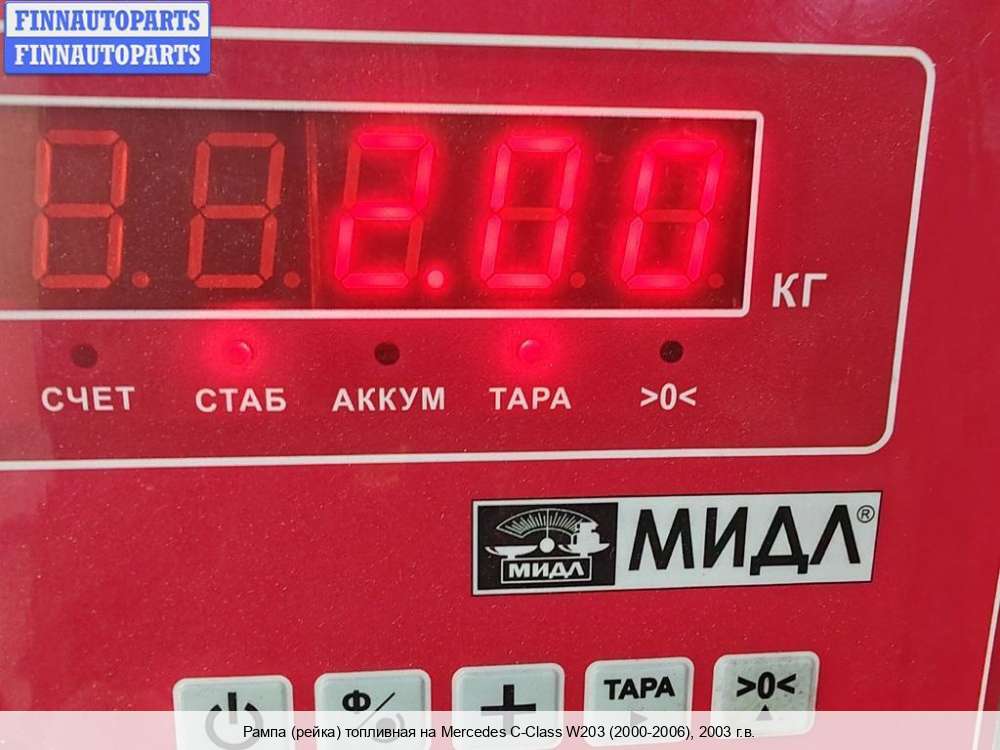 FINNAUTOPARTS
FINNAUTOPARTS
2.00
КГ
СЧЕТ СТАБ АККУМ ТАРА >0<
МИДЛ МИДЛ®
Ф ТАРА >0<
Рампа (рейка) топливная на Mercedes C-Class W203 (2000-2006), 2003 г.в.